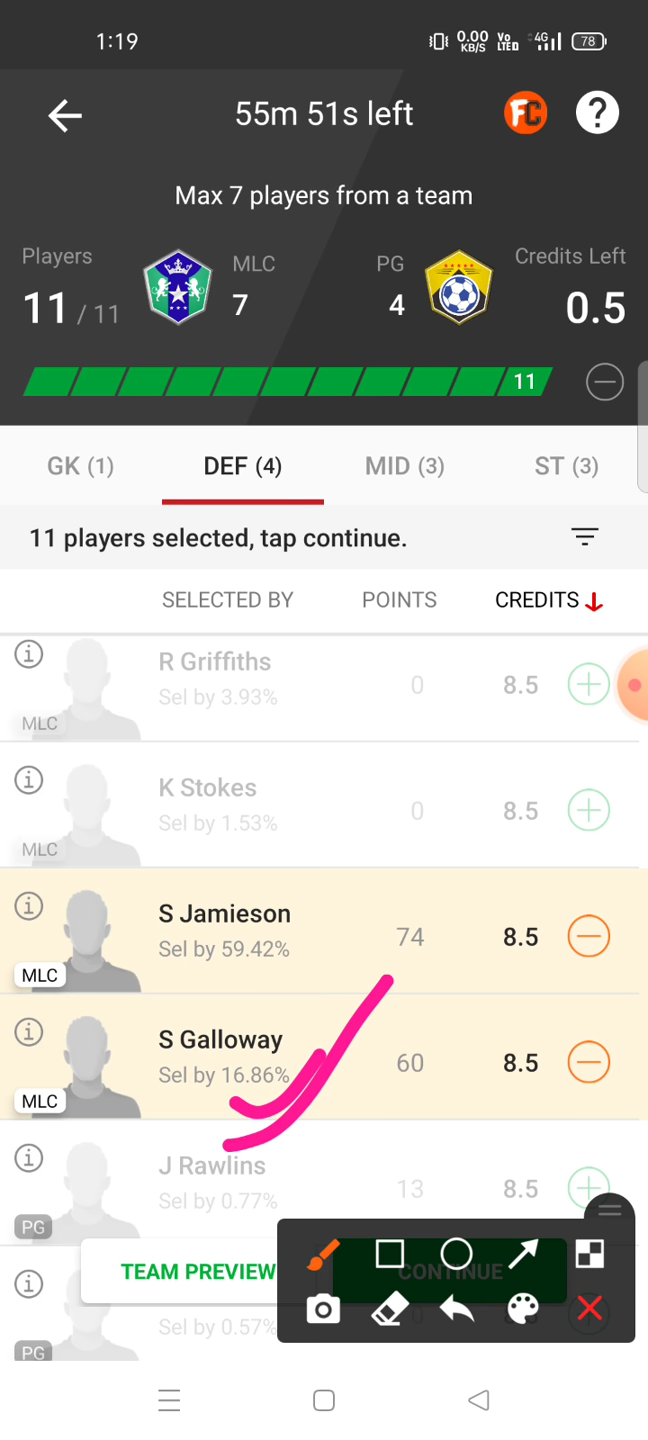 1:19 0.00 KB/S VoLTED 4G 78
55m 51s left FC ?
Max 7 players from a team
Players MLC PG Credits Left
11 / 11 7 4 0.5
11
GK (1) DEF (4) MID (3) ST (3)
11 players selected, tap continue.
SELECTED BY POINTS CREDITS
R Griffiths
Sel by 3.93% 0 8.5
MLC
K Stokes
Sel by 1.53% 0 8.5
MLC
S Jamieson
Sel by 59.42% 74 8.5
MLC
S Galloway
Sel by 16.86% 60 8.5
MLC
J Rawlins
Sel by 0.77% 13 8.5
PG
TEAM PREVIEW CONTINUE
Sel by 0.57%
PG